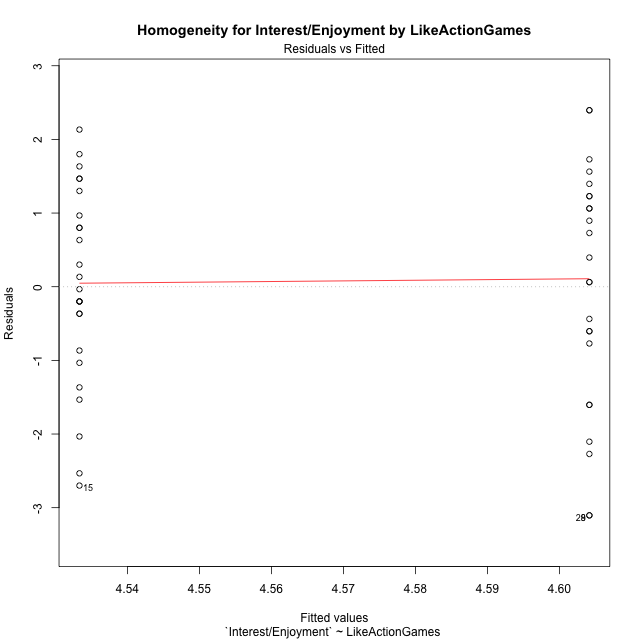 Homogeneity for Interest/Enjoyment by LikeActionGames
Residuals vs Fitted
3
2
1
0
-1
-2
-3
Residuals
15
4.54 4.55 4.56 4.57 4.58 4.59 4.60
Fitted values
`Interest/Enjoyment` ~ LikeActionGames